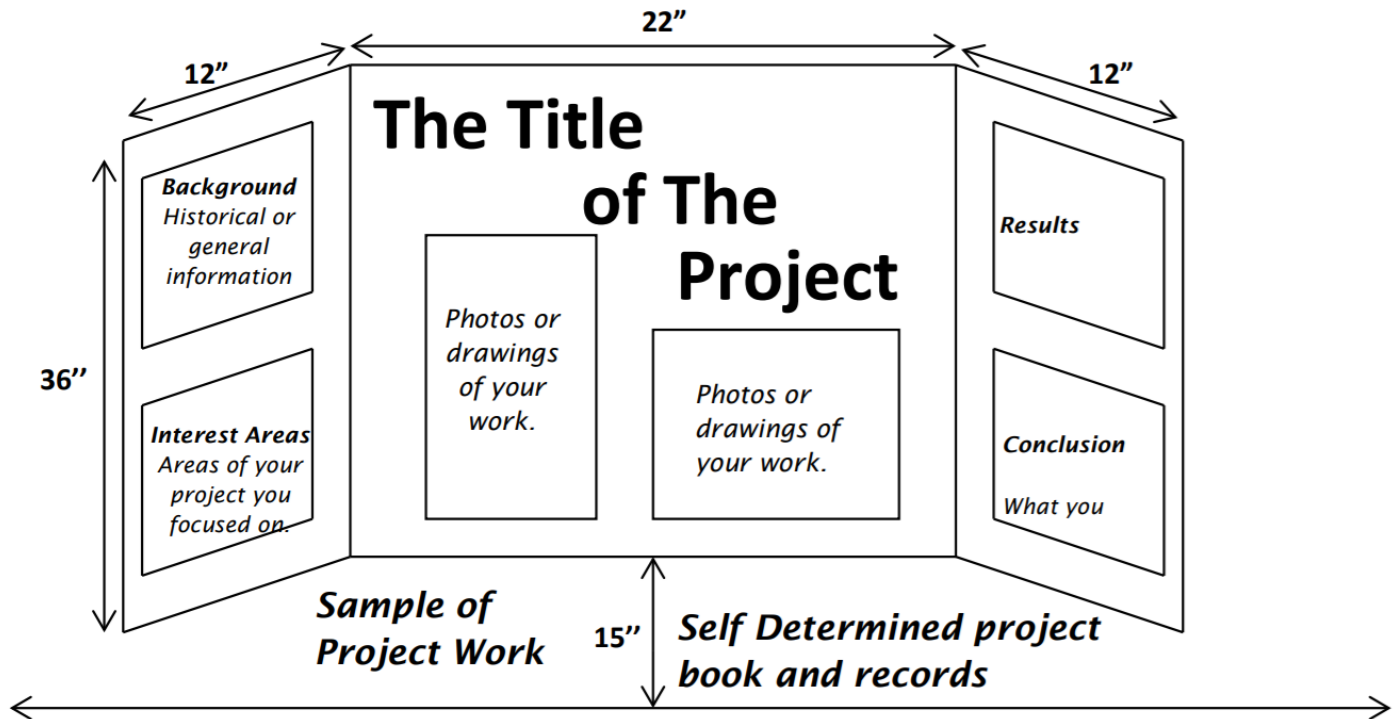 22”
12”
12”
The Title
of The
Project
Background
Historical or
general
information
Results
Photos or
drawings
of your
work.
36’’
Photos or
drawings of
your work.
Interest Areas
Areas of your
project you
focused on.
Conclusion
What you
Sample of
Project Work
15’’
Self Determined project
book and records